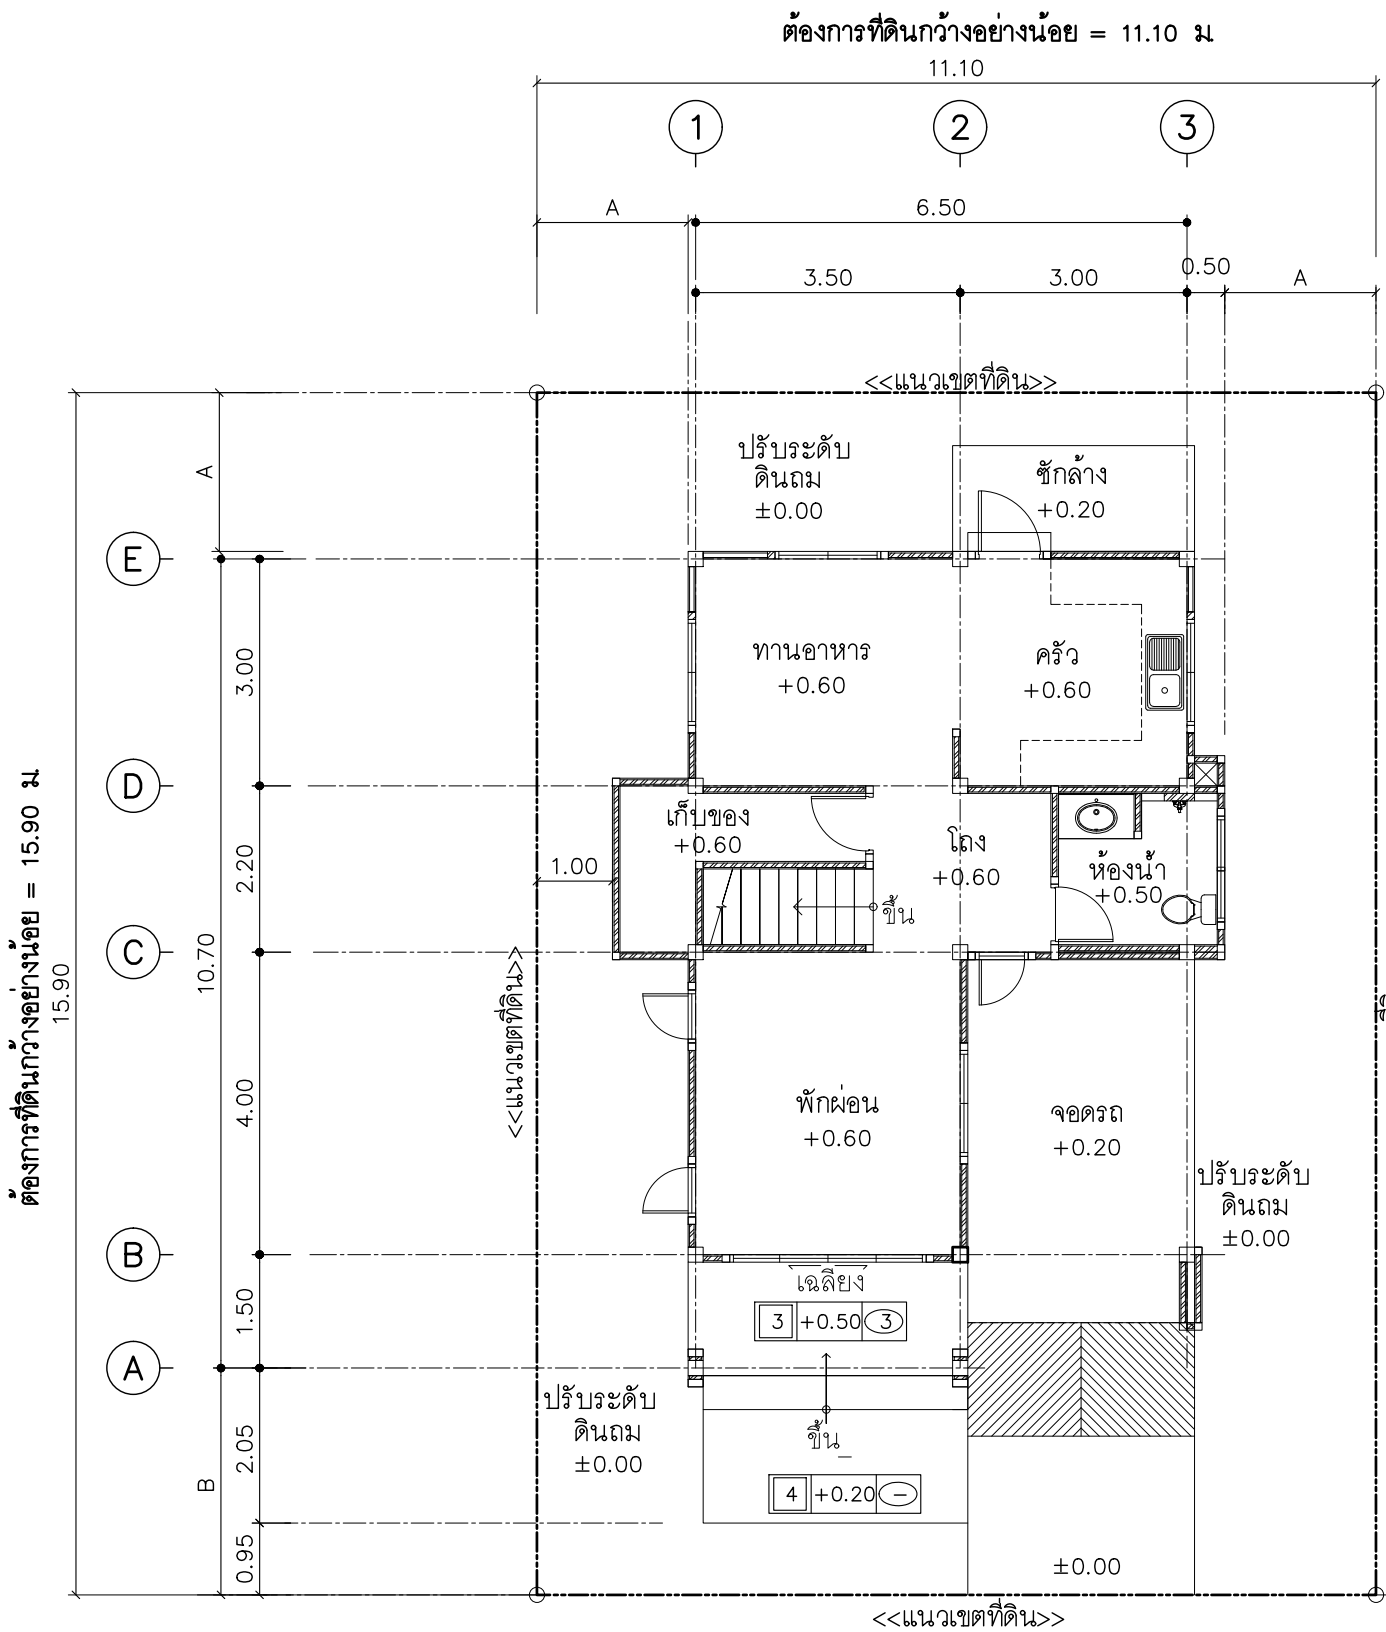 ต้องการที่ดินกว้างอย่างน้อย = 11.10 ม.
11.10
1
2
3
A
6.50
3.50
3.00
0.50
A
<<แนวเขตที่ดิน>>
ปรับระดับ
ดินถม
±0.00
ซักล้าง
+0.20
A
E
3.00
ทานอาหาร
+0.60
ครัว
+0.60
D
เก็บของ
+0.60
โถง
+0.60
ห้องน้ำ
+0.50
2.20
1.00
ขึ้น
C
ต้องการที่ดินกว้างอย่างน้อย = 15.90 ม.
15.90
10.70
<<แนวเขตที่ดิน>>
4.00
พักผ่อน
+0.60
จอดรถ
+0.20
ปรับระดับ
ดินถม
±0.00
B
1.50
เฉลียง
3 +0.50 3
A
ปรับระดับ
ดินถม
±0.00
ขึ้น
2.05
B
4 +0.20 –
0.95
±0.00
<<แนวเขตที่ดิน>>